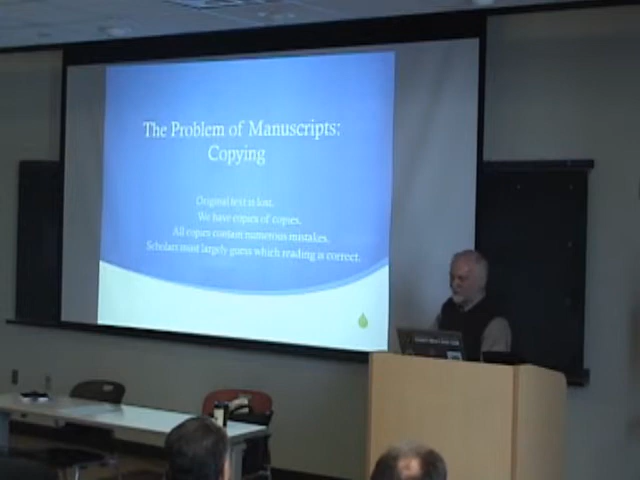 The Problem of Manuscripts:
Copying
Original text is lost.
We have copies of copies.
All copies contain numerous mistakes.
Scholars must largely guess which reading is correct.